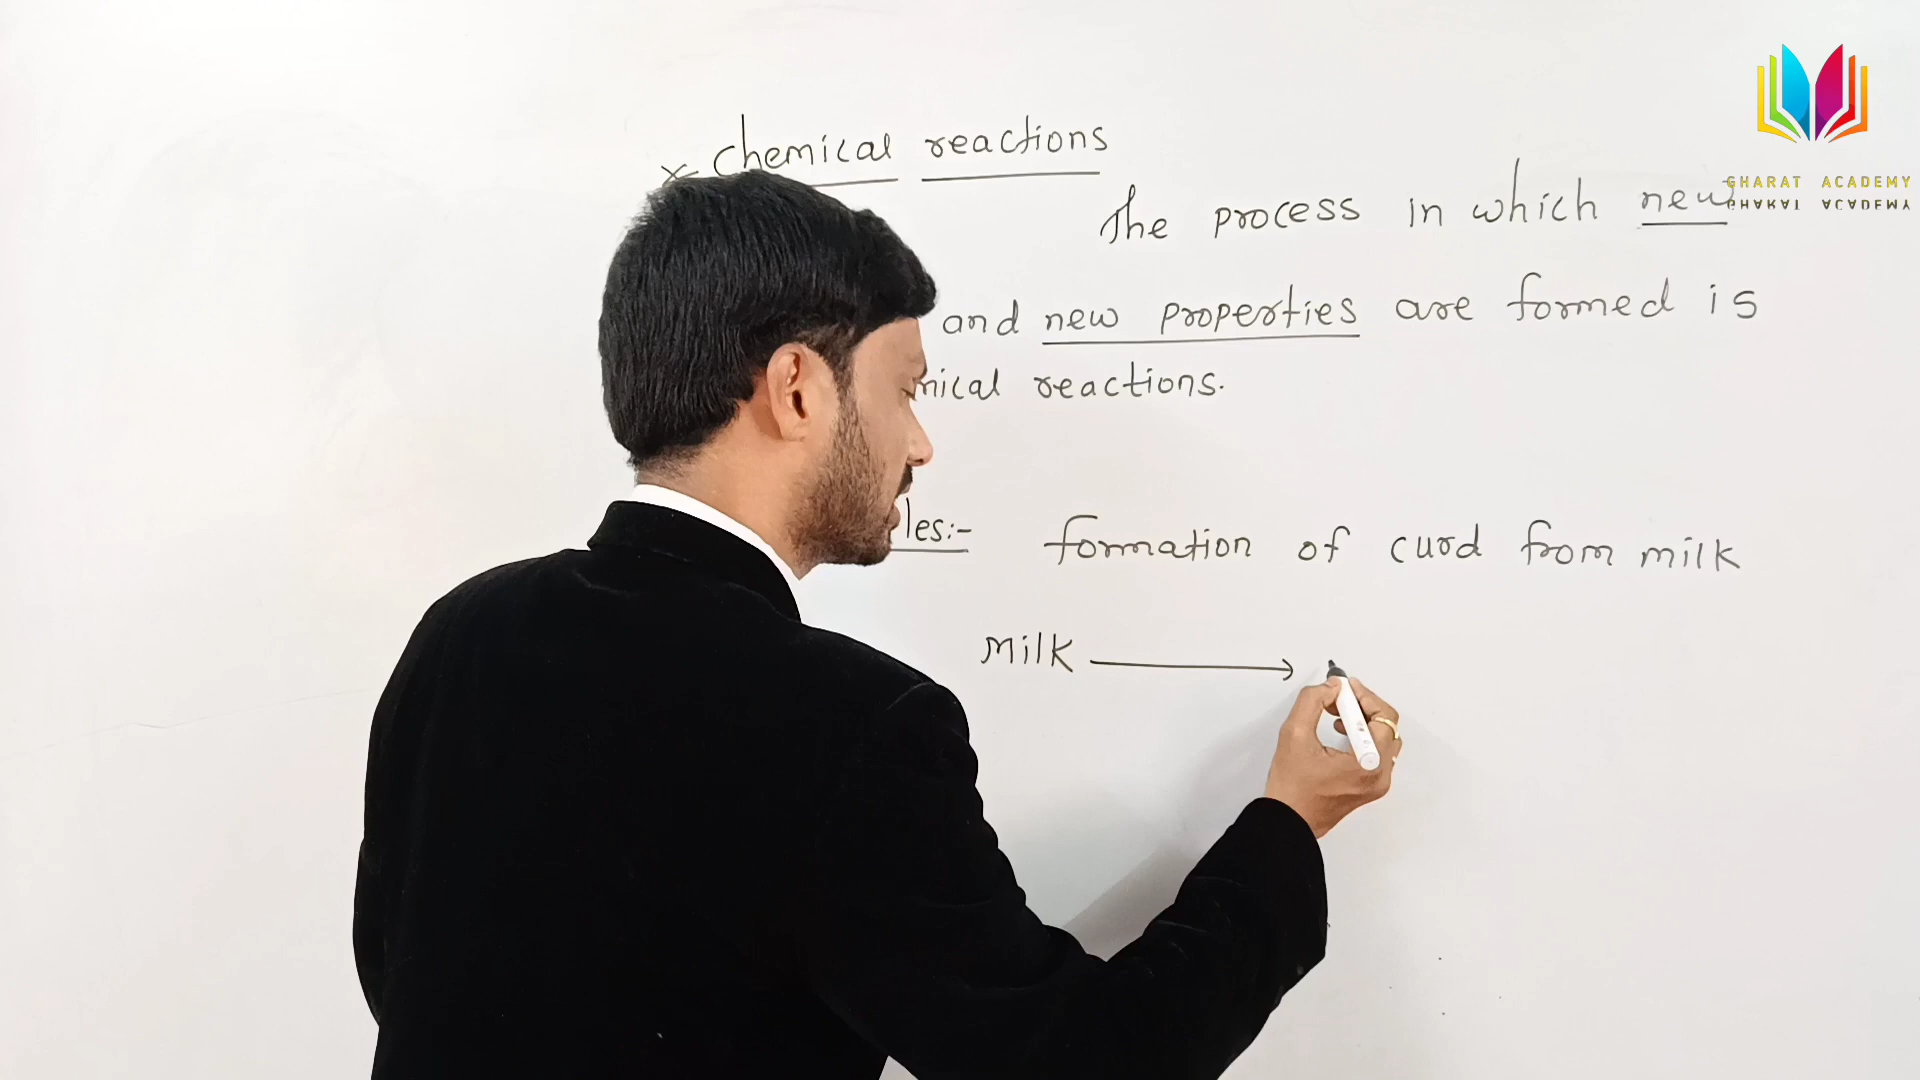 chemical reactions
GHARAT ACADEMY
The process in which new
and new properties are formed is
mical reactions.
les:- formation of curd from milk
Milk